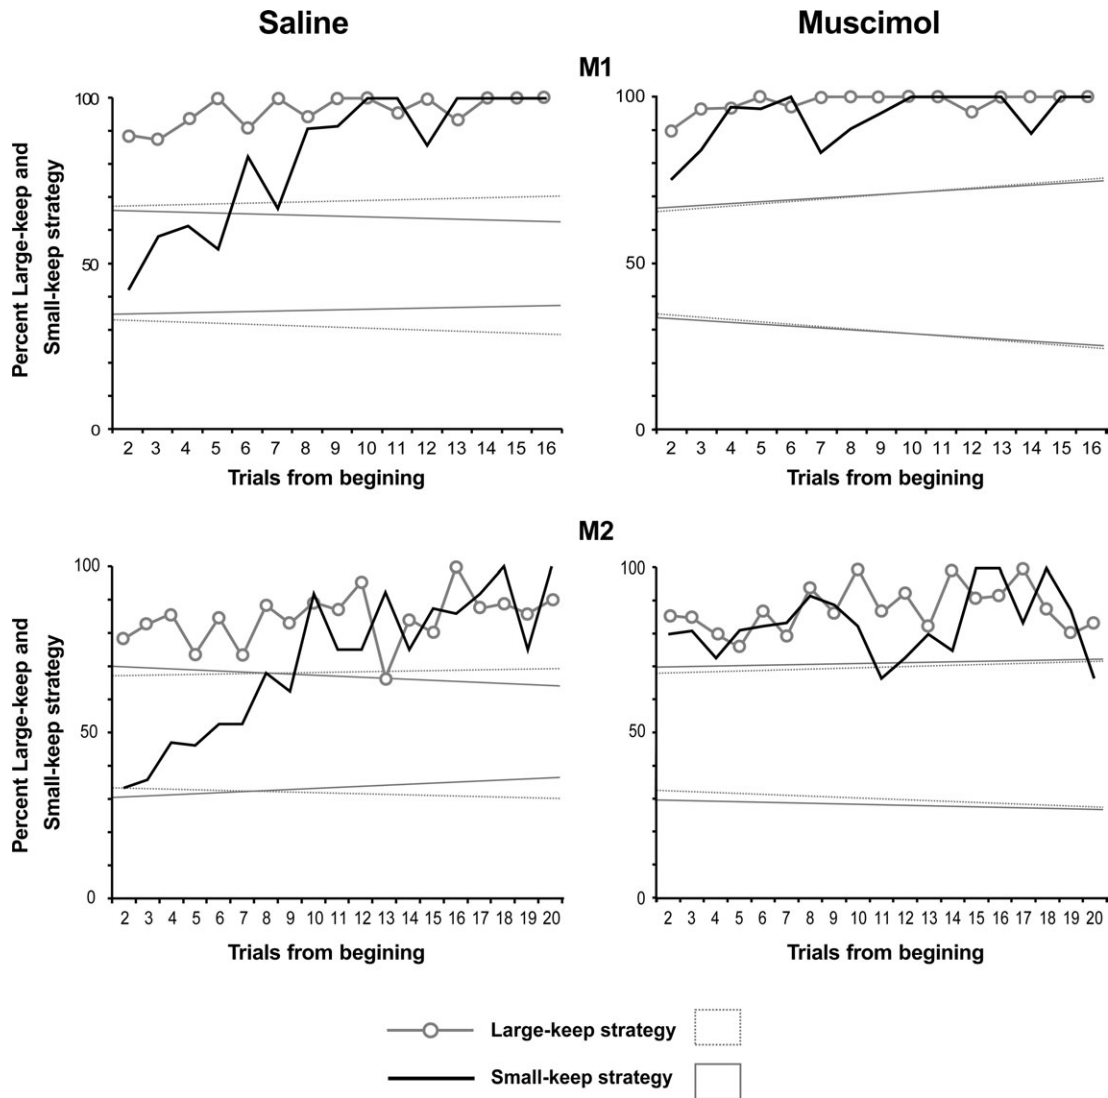 Saline
Muscimol
M1
Percent Large-keep and
Small-keep strategy
100
50
0
2 3 4 5 6 7 8 9 10 11 12 13 14 15 16
Trials from begining
100
50
0
2 3 4 5 6 7 8 9 10 11 12 13 14 15 16
Trials from begining
M2
Percent Large-keep and
Small-keep strategy
100
50
0
2 3 4 5 6 7 8 9 10 11 12 13 14 15 16 17 18 19 20
Trials from begining
100
50
0
2 3 4 5 6 7 8 9 10 11 12 13 14 15 16 17 18 19 20
Trials from begining
Large-keep strategy
Small-keep strategy